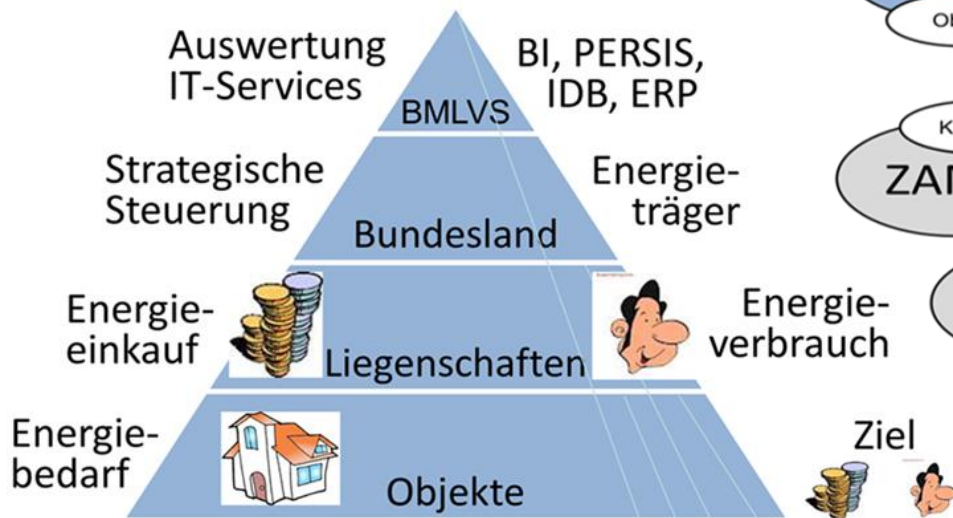 Auswertung
IT-Services
BI, PERSIS,
IDB, ERP
BMLVS
Strategische
Steuerung
Energie-
träger
Bundesland
Energie-
einkauf
Energie-
verbrauch
Liegenschaften
Energie-
bedarf
Ziel
Objekte